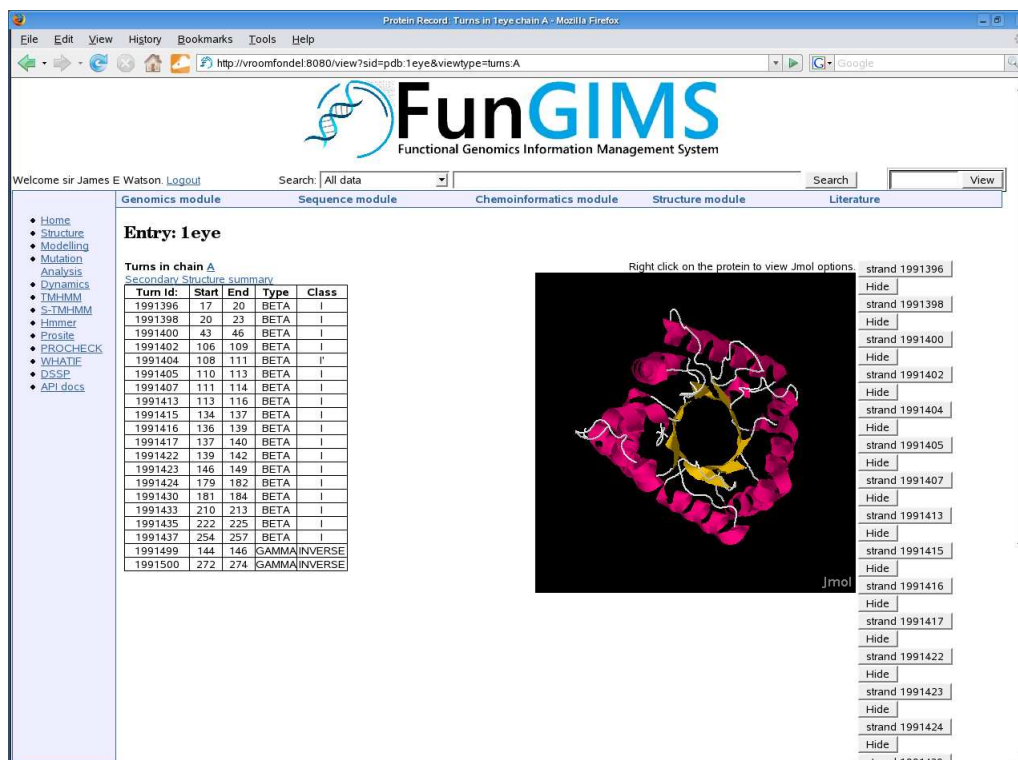 Protein Record: Turns in 1eye chain A - Mozilla Firefox
File Edit View History Bookmarks Tools Help
http://vroomfondel:8080/view?sid=pdb:1eye&viewtype=turns:A
G Google
FunGIMS
Functional Genomics Information Management System
Welcome sir James E Watson. Logout Search: All data Search View
Genomics module Sequence module Chemoinformatics module Structure module Literature
Home
Structure
Modelling
Mutation
Analysis
Dynamics
TMHMM
S-TMHMM
Hmmer
Prosite
PROCHECK
WHATIF
DSSP
API docs
Entry: 1eye
Turns in chain A
Secondary Structure summary
Turn Id: Start End Type Class
1991396 17 20 BETA I
1991398 20 23 BETA I
1991400 43 46 BETA I
1991402 106 109 BETA I
1991404 108 111 BETA I'
1991405 110 113 BETA I
1991407 111 114 BETA I
1991413 113 116 BETA I
1991415 134 137 BETA I
1991416 136 139 BETA I
1991417 137 140 BETA I
1991422 139 142 BETA I
1991423 146 149 BETA I
1991424 179 182 BETA I
1991430 181 184 BETA I
1991433 210 213 BETA I
1991435 222 225 BETA I
1991437 254 257 BETA I
1991499 144 146 GAMMA INVERSE
1991500 272 274 GAMMA INVERSE
Right click on the protein to view Jmol options.
Jmol
strand 1991396
Hide
strand 1991398
Hide
strand 1991400
Hide
strand 1991402
Hide
strand 1991404
Hide
strand 1991405
Hide
strand 1991407
Hide
strand 1991413
Hide
strand 1991415
Hide
strand 1991416
Hide
strand 1991417
Hide
strand 1991422
Hide
strand 1991423
Hide
strand 1991424
Hide